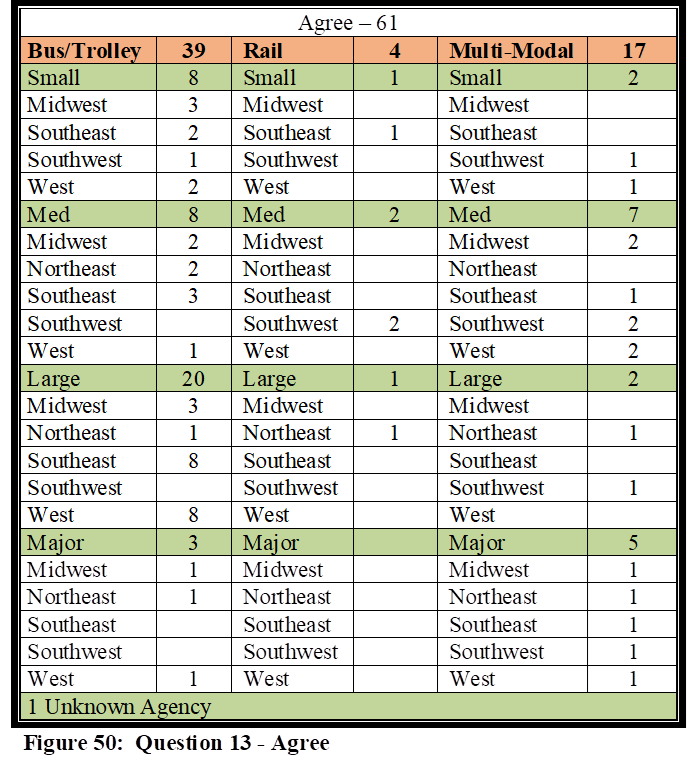 Agree – 61
Bus/Trolley 39 Rail 4 Multi-Modal 17
Small 8 Small 1 Small 2
Midwest 3 Midwest Midwest
Southeast 2 Southeast 1 Southeast
Southwest 1 Southwest Southwest 1
West 2 West West 1
Med 8 Med 2 Med 7
Midwest 2 Midwest Midwest 2
Northeast 2 Northeast Northeast
Southeast 3 Southeast Southeast 1
Southwest Southwest 2 Southwest 2
West 1 West West 2
Large 20 Large 1 Large 2
Midwest 3 Midwest Midwest
Northeast 1 Northeast 1 Northeast 1
Southeast 8 Southeast Southeast
Southwest Southwest Southwest 1
West 8 West West
Major 3 Major Major 5
Midwest 1 Midwest Midwest 1
Northeast 1 Northeast Northeast 1
Southeast Southeast Southeast 1
Southwest Southwest Southwest 1
West 1 West West 1
1 Unknown Agency
Figure 50: Question 13 - Agree